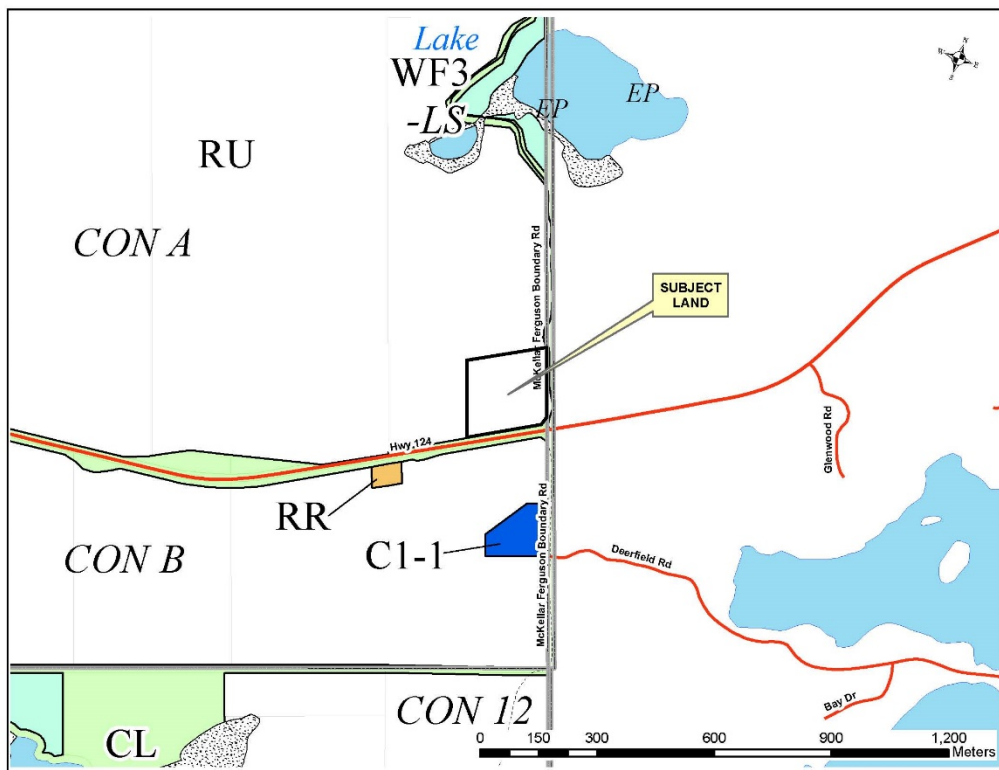 Lake
WF3
-LS
EP
EP
N
E
S
W
RU
CON A
McKellar Ferguson Boundary Rd
SUBJECT
LAND
Hwy 124
Glenwood Rd
RR
C1-1
CON B
McKellar Ferguson Boundary Rd
Deerfield Rd
Bay Dr
CON 12
CL
0 150 300 600 900 1,200
Meters